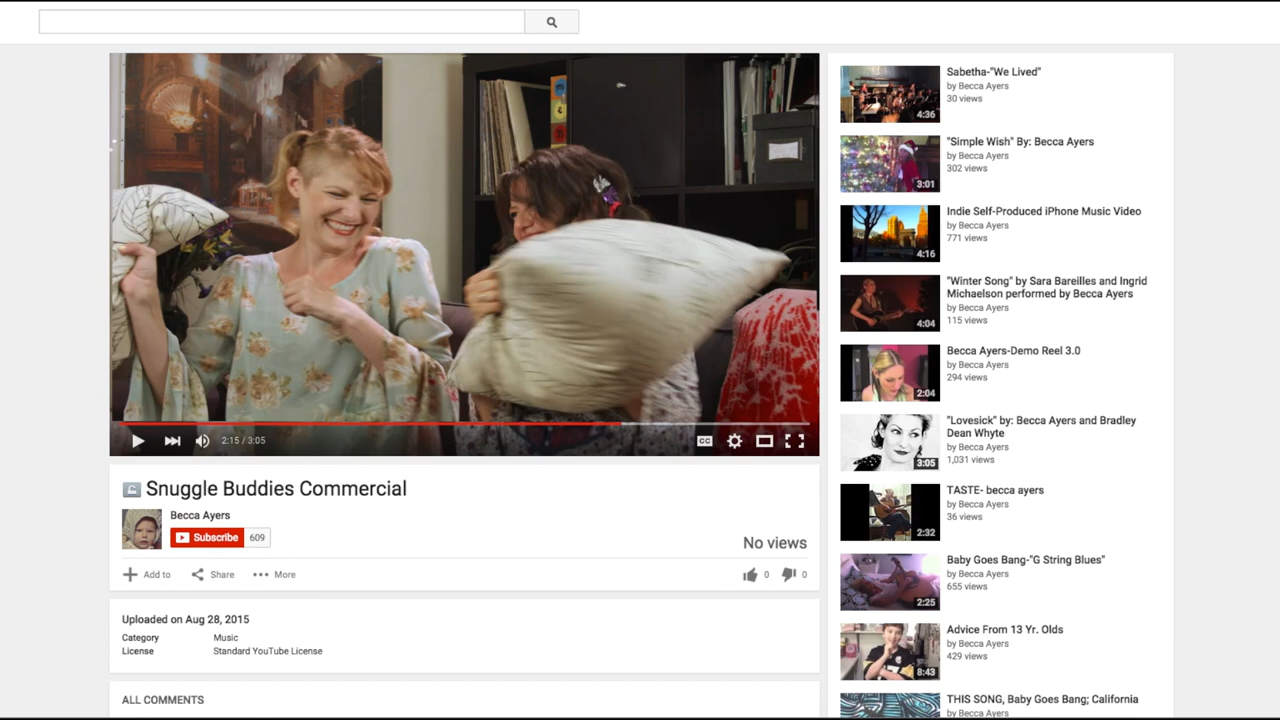 2:15 / 3:05
CC
Snuggle Buddies Commercial
Becca Ayers
Subscribe 609
No views
Add to Share More 0 0
Uploaded on Aug 28, 2015
Category Music
License Standard YouTube License
ALL COMMENTS
Sabetha-"We Lived"
by Becca Ayers
30 views
4:36
"Simple Wish" By: Becca Ayers
by Becca Ayers
302 views
3:01
Indie Self-Produced iPhone Music Video
by Becca Ayers
771 views
4:16
"Winter Song" by Sara Bareilles and Ingrid
Michaelson performed by Becca Ayers
by Becca Ayers
115 views
4:04
Becca Ayers-Demo Reel 3.0
by Becca Ayers
294 views
2:04
"Lovesick" by: Becca Ayers and Bradley
Dean Whyte
by Becca Ayers
1,031 views
3:05
TASTE- becca ayers
by Becca Ayers
36 views
2:32
Baby Goes Bang-"G String Blues"
by Becca Ayers
655 views
2:25
Advice From 13 Yr. Olds
by Becca Ayers
429 views
8:43
THIS SONG, Baby Goes Bang; California
by Becca Ayers